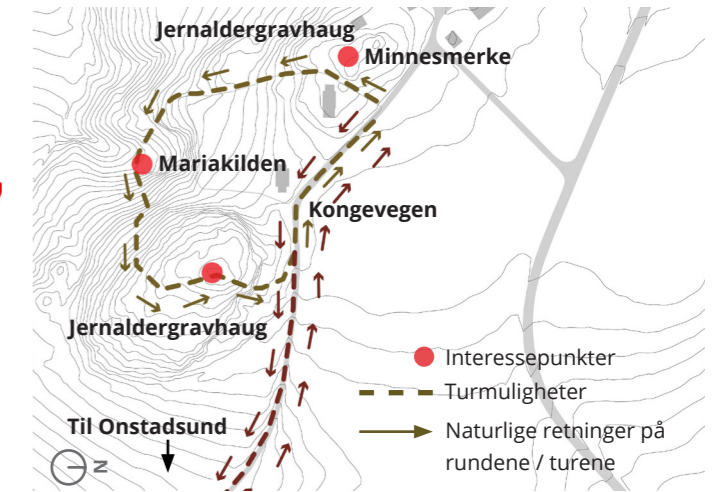 Jernaldergravhaug
Minnesmerke
Mariakilden
Kongevegen
Jernaldergravhaug
Interessepunkter
Turmuligheter
Til Onstadsund
Naturlige retninger på
rundene / turene
N